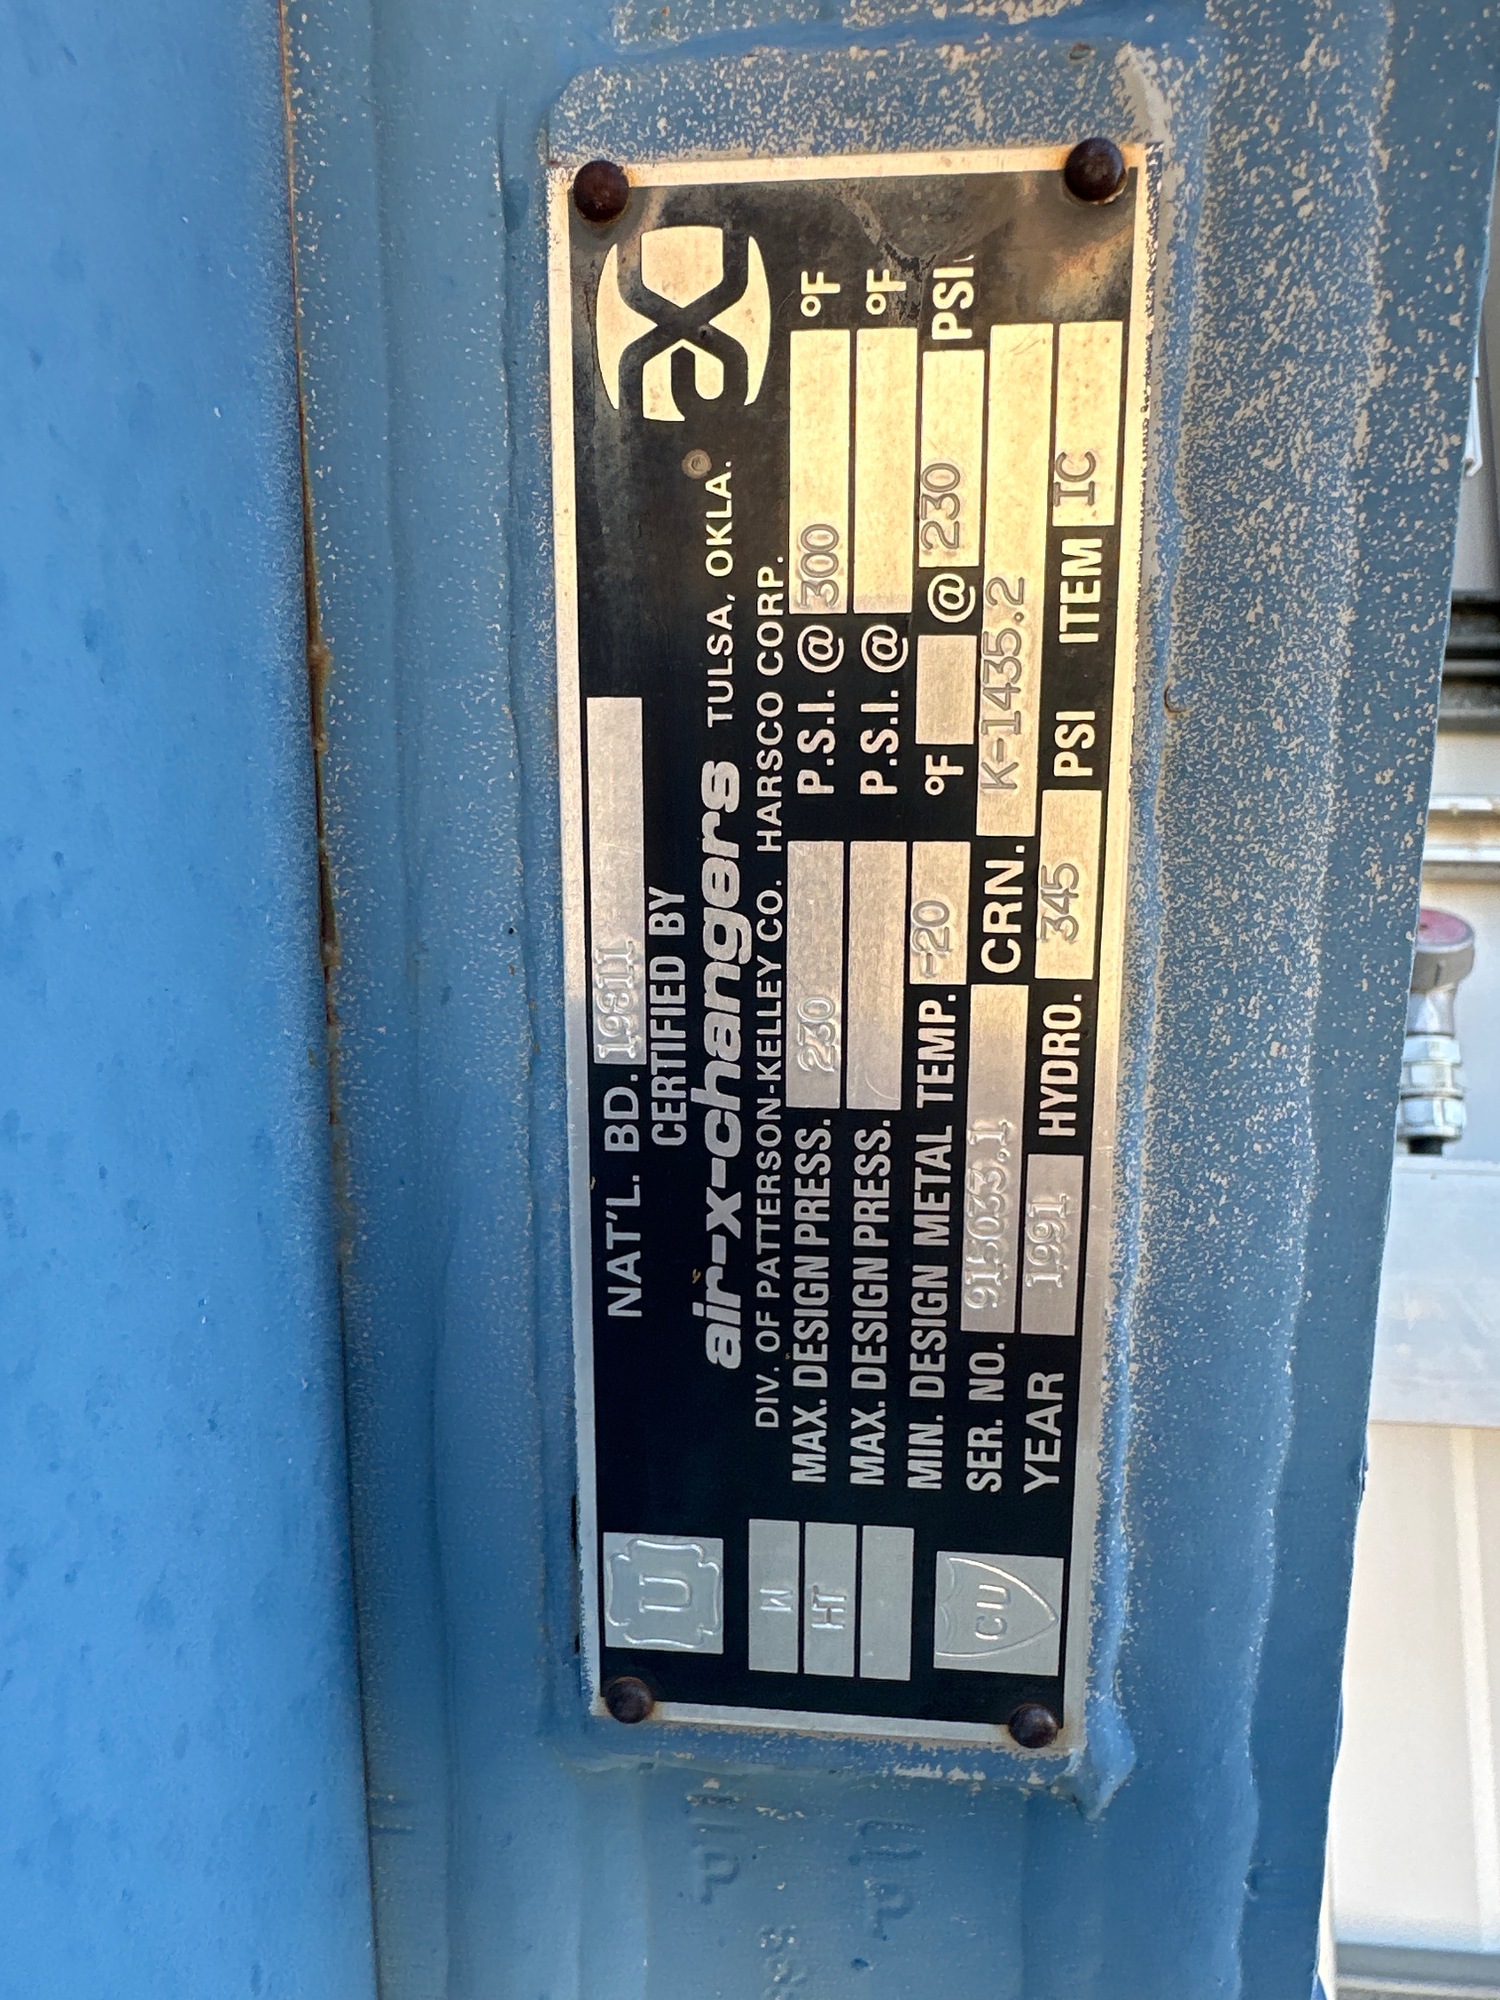 NAT'L. BD. 19811
CERTIFIED BY
air-x-changers TULSA, OKLA.
DIV. OF PATTERSON-KELLEY CO. HARSCO CORP.
MAX. DESIGN PRESS. 230 P.S.I. @ 300 °F
MAX. DESIGN PRESS. P.S.I. @ °F
MIN. DESIGN METAL TEMP. -20 °F @ 230 PSI
SER. NO. 915033.1 CRN. K-1435.2
YEAR 1991 HYDRO. 345 PSI ITEM IC
U
W
HT
CU
aX